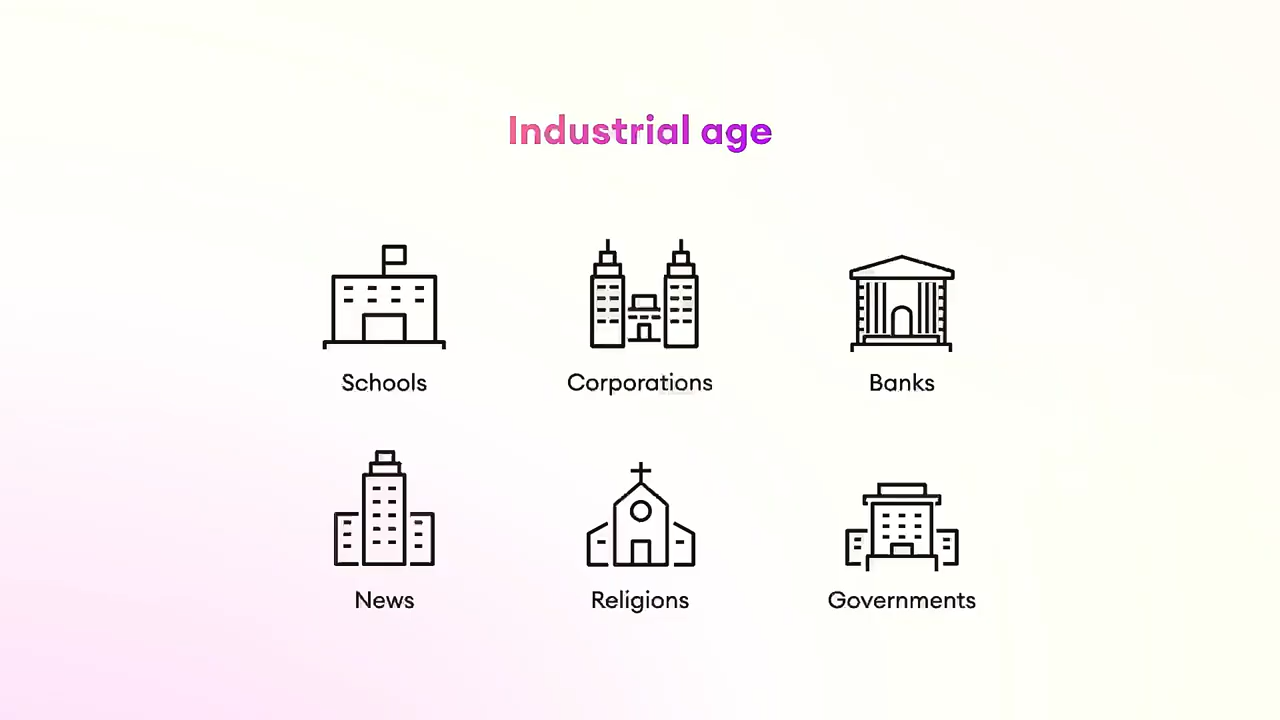 Industrial age
Schools
Corporations
Banks
News
Religions
Governments